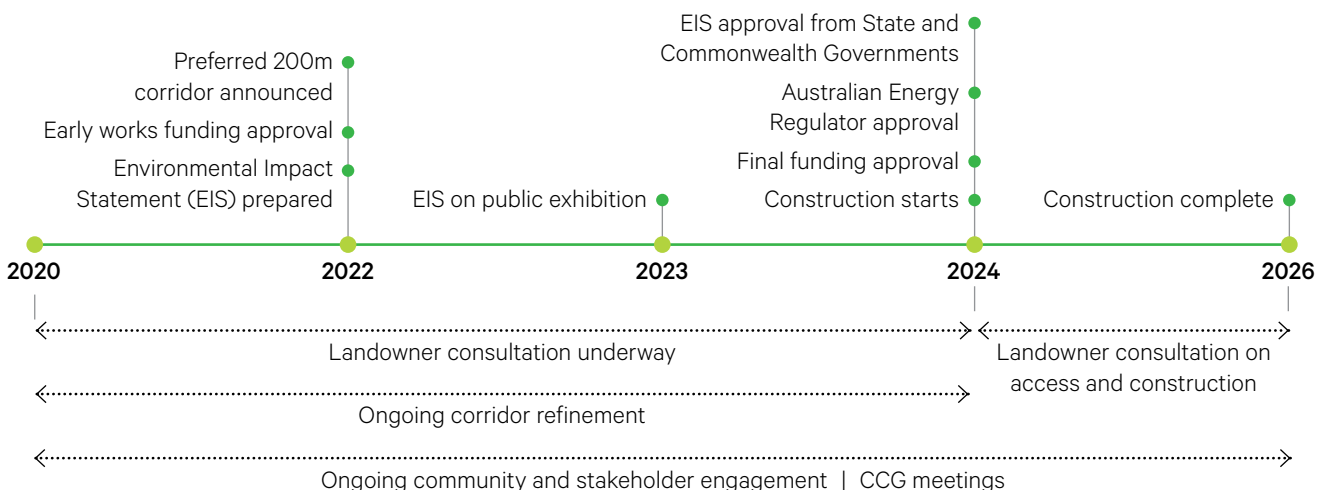 Preferred 200m
corridor announced
Early works funding approval
Environmental Impact
Statement (EIS) prepared
EIS on public exhibition
EIS approval from State and
Commonwealth Governments
Australian Energy
Regulator approval
Final funding approval
Construction starts
Construction complete
2020
2022
2023
2024
2026
Landowner consultation underway
Landowner consultation on
access and construction
Ongoing corridor refinement
Ongoing community and stakeholder engagement | CCG meetings